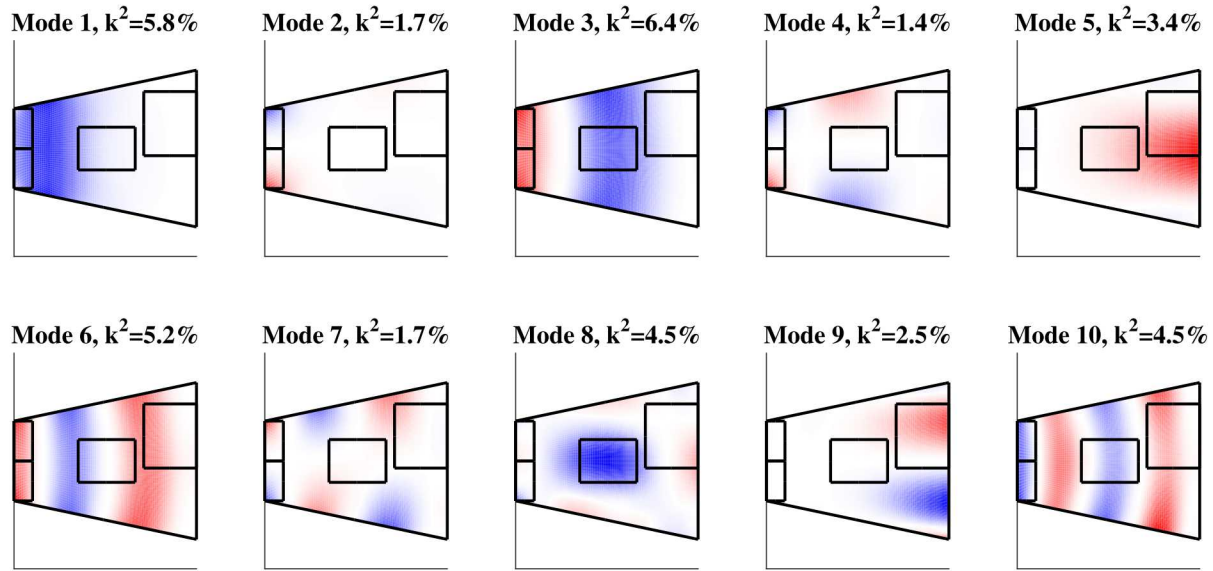 Mode 1, k²=5.8%
Mode 2, k²=1.7%
Mode 3, k²=6.4%
Mode 4, k²=1.4%
Mode 5, k²=3.4%
Mode 6, k²=5.2%
Mode 7, k²=1.7%
Mode 8, k²=4.5%
Mode 9, k²=2.5%
Mode 10, k²=4.5%